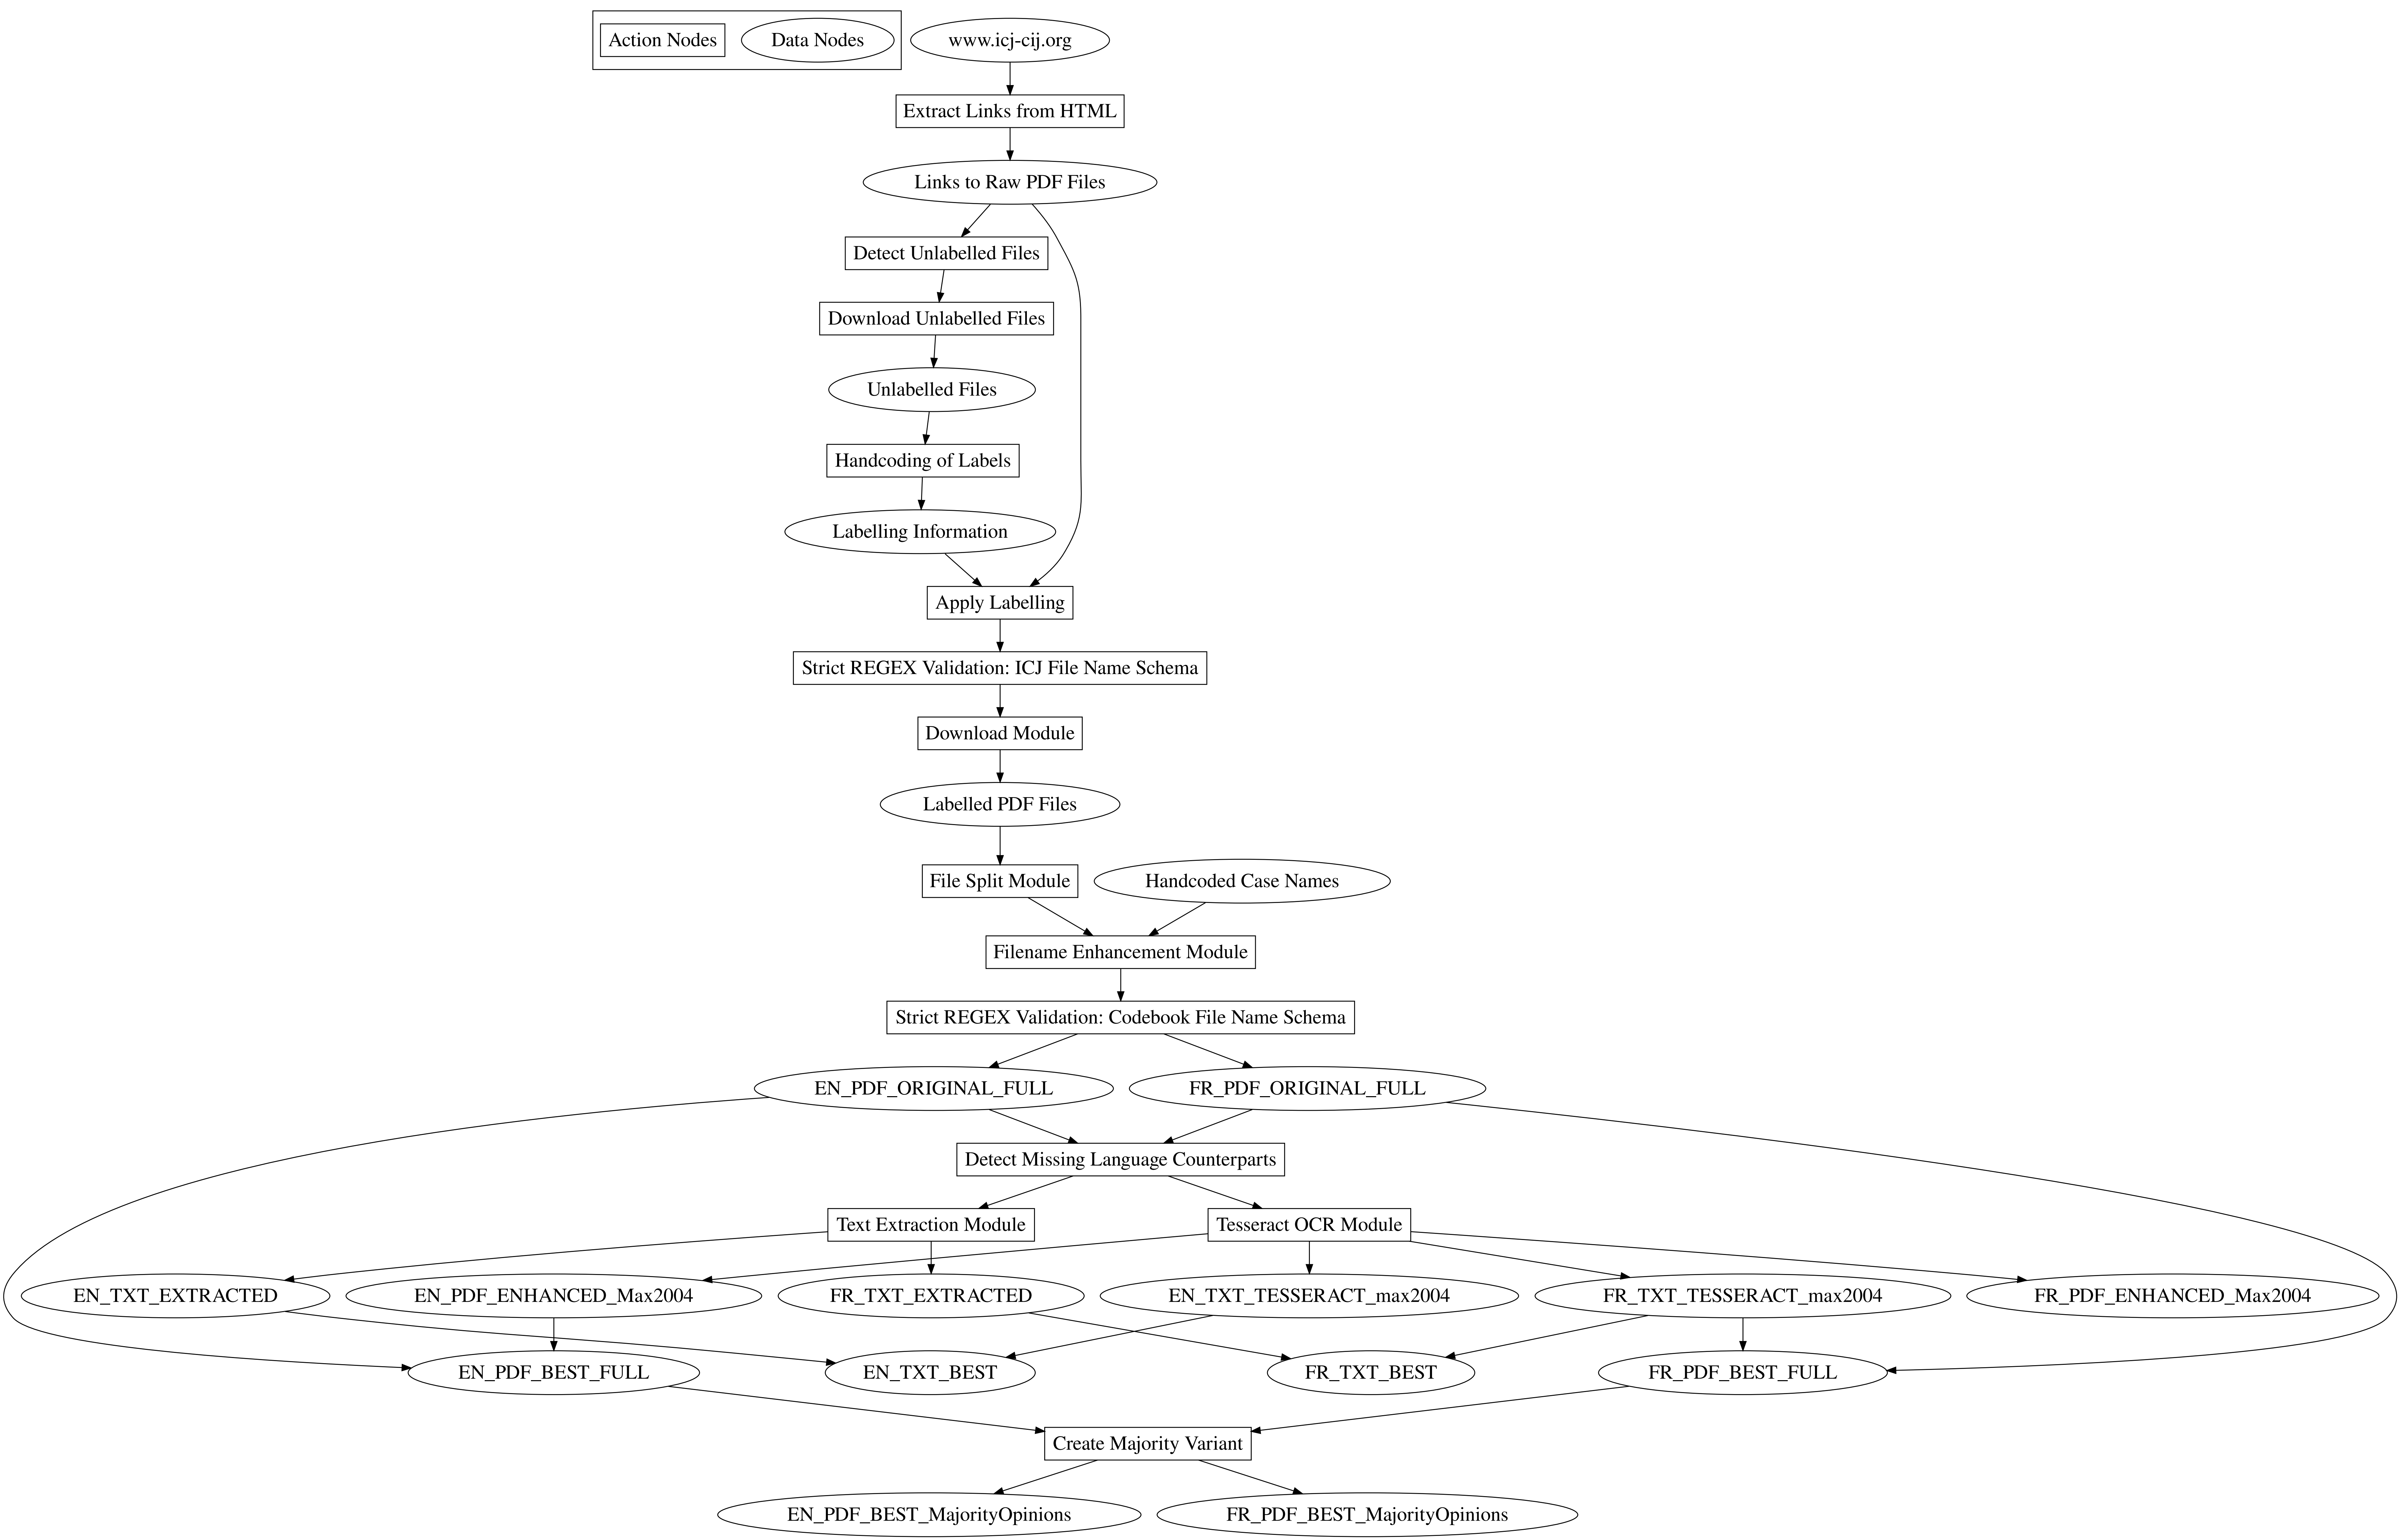 Action Nodes
Data Nodes
www.icj-cij.org
Extract Links from HTML
Links to Raw PDF Files
Detect Unlabelled Files
Download Unlabelled Files
Unlabelled Files
Handcoding of Labels
Labelling Information
Apply Labelling
Strict REGEX Validation: ICJ File Name Schema
Download Module
Labelled PDF Files
File Split Module
Handcoded Case Names
Filename Enhancement Module
Strict REGEX Validation: Codebook File Name Schema
EN_PDF_ORIGINAL_FULL
FR_PDF_ORIGINAL_FULL
Detect Missing Language Counterparts
Text Extraction Module
Tesseract OCR Module
EN_TXT_EXTRACTED
EN_PDF_ENHANCED_Max2004
FR_TXT_EXTRACTED
EN_TXT_TESSERACT_max2004
FR_TXT_TESSERACT_max2004
FR_PDF_ENHANCED_Max2004
EN_PDF_BEST_FULL
EN_TXT_BEST
FR_TXT_BEST
FR_PDF_BEST_FULL
Create Majority Variant
EN_PDF_BEST_MajorityOpinions
FR_PDF_BEST_MajorityOpinions